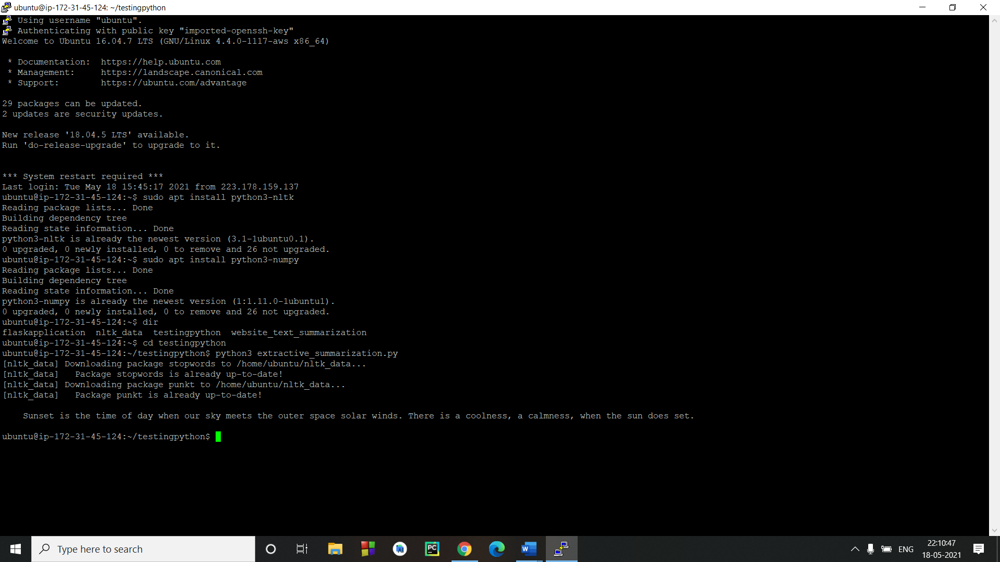 ubuntu@ip-172-31-45-124: ~/testingpython
Using username "ubuntu".
Authenticating with public key "imported-openssh-key"
Welcome to Ubuntu 16.04.7 LTS (GNU/Linux 4.4.0-1117-aws x86_64)
* Documentation:  https://help.ubuntu.com
* Management:     https://landscape.canonical.com
* Support:        https://ubuntu.com/advantage
29 packages can be updated.
2 updates are security updates.
New release '18.04.5 LTS' available.
Run 'do-release-upgrade' to upgrade to it.
*** System restart required ***
Last login: Tue May 18 15:45:17 2021 from 223.178.159.137
ubuntu@ip-172-31-45-124:~$ sudo apt install python3-nltk
Reading package lists... Done
Building dependency tree
Reading state information... Done
python3-nltk is already the newest version (3.1-1ubuntu0.1).
0 upgraded, 0 newly installed, 0 to remove and 26 not upgraded.
ubuntu@ip-172-31-45-124:~$ sudo apt install python3-numpy
Reading package lists... Done
Building dependency tree
Reading state information... Done
python3-numpy is already the newest version (1:1.11.0-1ubuntu1).
0 upgraded, 0 newly installed, 0 to remove and 26 not upgraded.
ubuntu@ip-172-31-45-124:~$ dir
flaskapplication  nltk_data  testingpython  website_text_summarization
ubuntu@ip-172-31-45-124:~$ cd testingpython
ubuntu@ip-172-31-45-124:~/testingpython$ python3 extractive_summarization.py
[nltk_data] Downloading package stopwords to /home/ubuntu/nltk_data...
[nltk_data]   Package stopwords is already up-to-date!
[nltk_data] Downloading package punkt to /home/ubuntu/nltk_data...
[nltk_data]   Package punkt is already up-to-date!
Sunset is the time of day when our sky meets the outer space solar winds. There is a coolness, a calmness, when the sun does set.
ubuntu@ip-172-31-45-124:~/testingpython$
Type here to search
PC
W
ENG
22:10:47
18-05-2021